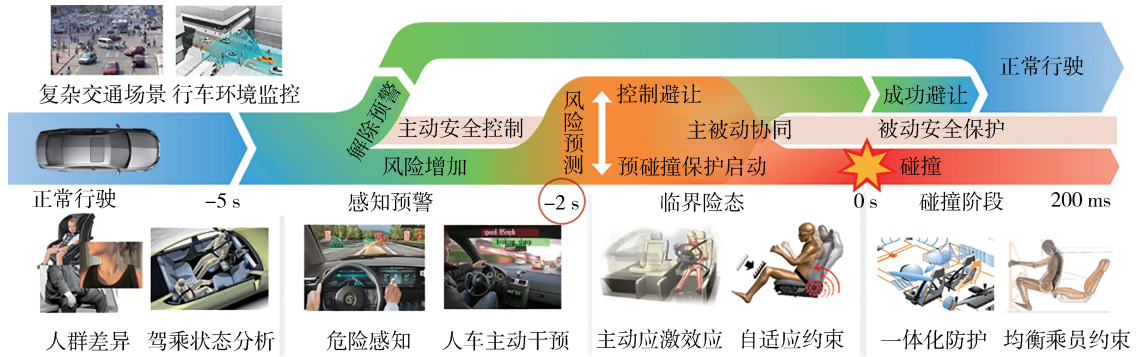 复杂交通场景 行车环境监控
正常行驶
解除预警
主动安全控制
风险增加
风险预测
控制避让
主被动协同
预碰撞保护启动
成功避让
被动安全保护
碰撞
正常行驶
-5 s
感知预警
-2 s
临界险态
0 s
碰撞阶段
200 ms
speed: 85mph
braking: sharp
人群差异
驾乘状态分析
危险感知
人车主动干预
主动应激效应
自适应约束
一体化防护
均衡乘员约束